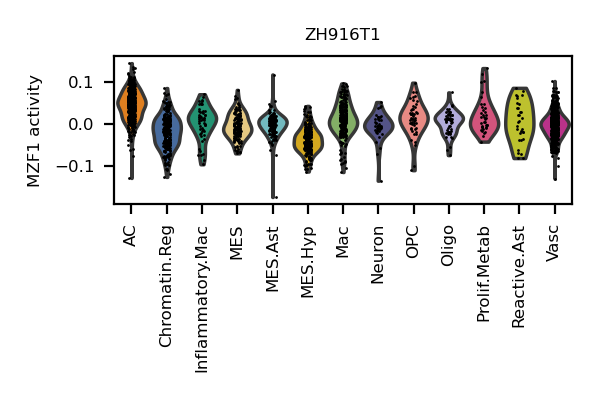 ZH916T1
MZF1 activity
0.1
0.0
−0.1
AC
Chromatin.Reg
Inflammatory.Mac
MES
MES.Ast
MES.Hyp
Mac
Neuron
OPC
Oligo
Prolif.Metab
Reactive.Ast
Vasc